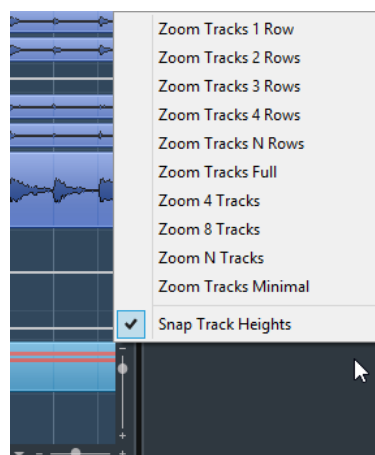 Zoom Tracks 1 Row
Zoom Tracks 2 Rows
Zoom Tracks 3 Rows
Zoom Tracks 4 Rows
Zoom Tracks N Rows
Zoom Tracks Full
Zoom 4 Tracks
Zoom 8 Tracks
Zoom N Tracks
Zoom Tracks Minimal
Snap Track Heights